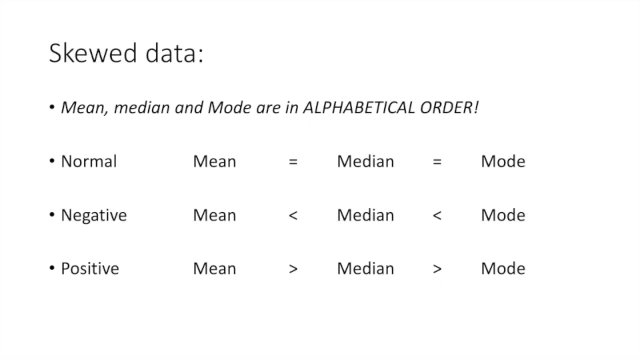 Skewed data:
• Mean, median and Mode are in ALPHABETICAL ORDER!
• Normal Mean = Median = Mode
• Negative Mean < Median < Mode
• Positive Mean > Median > Mode